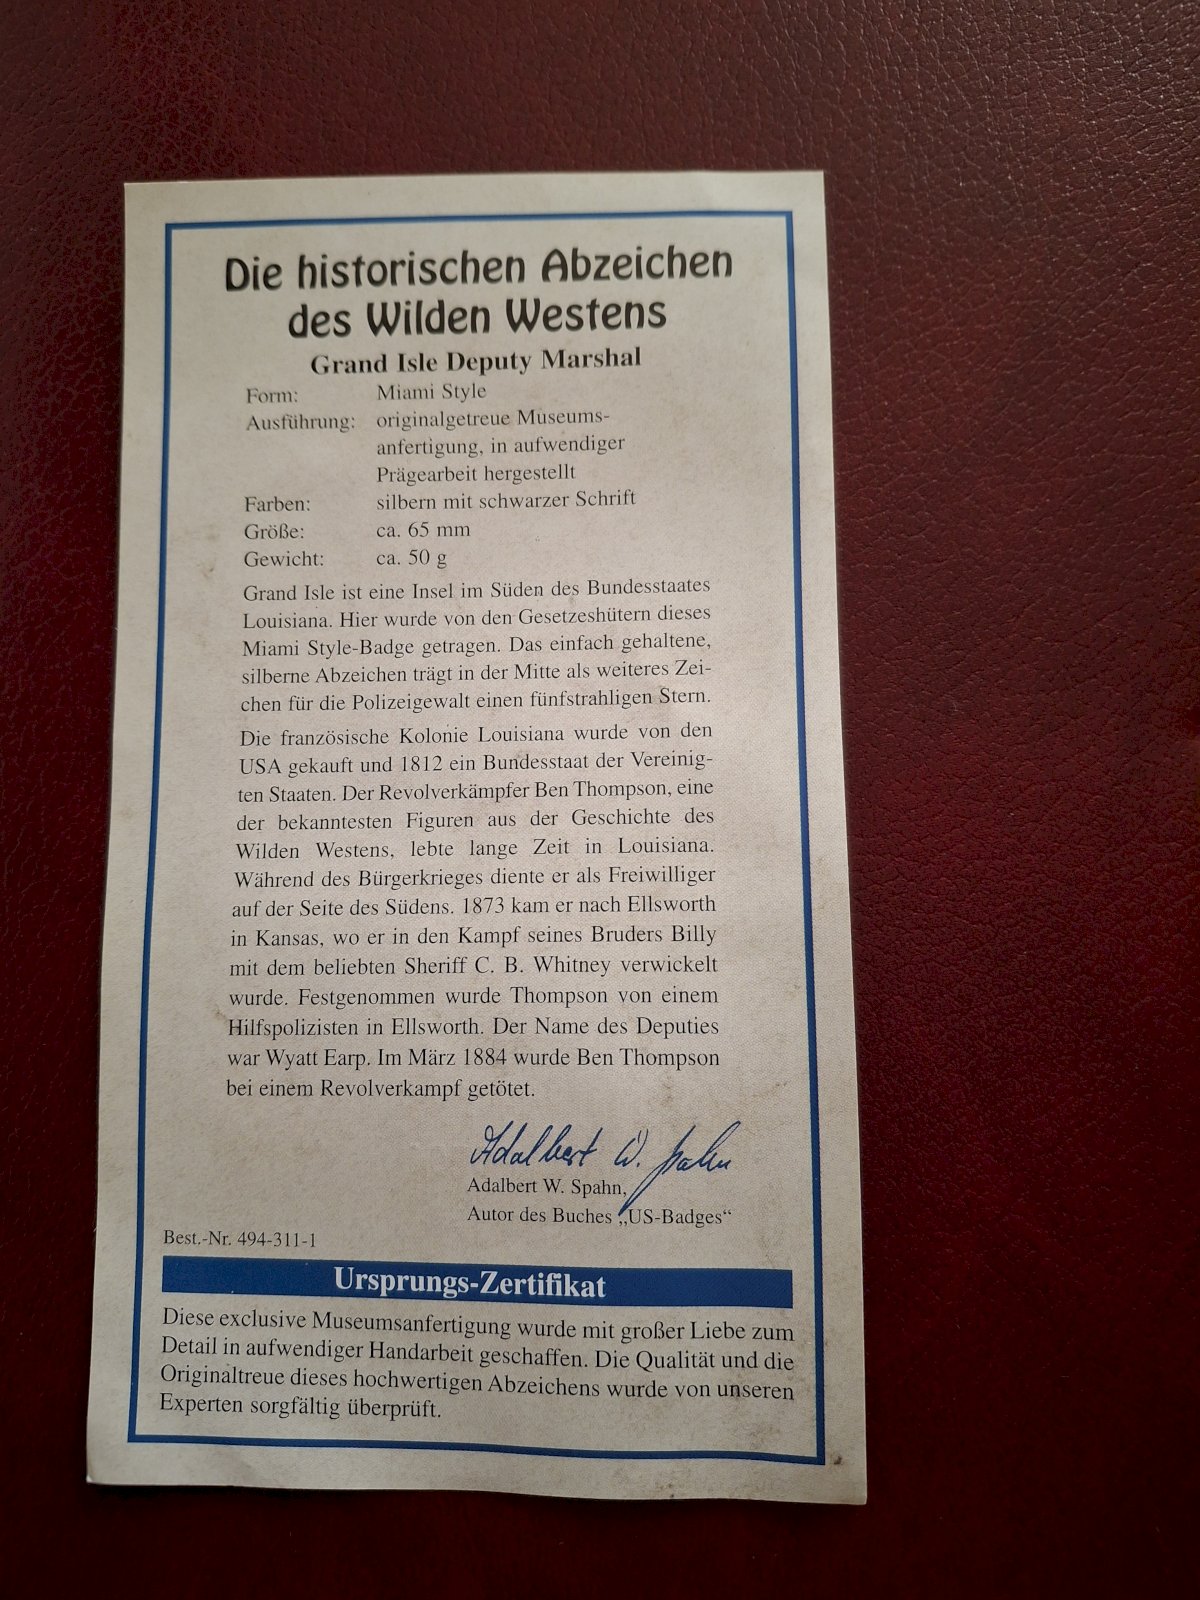 Die historischen Abzeichen
des Wilden Westens
Grand Isle Deputy Marshal
Form: Miami Style
Ausführung: originalgetreue Museums-
anfertigung, in aufwendiger
Prägearbeit hergestellt
Farben: silbern mit schwarzer Schrift
Größe: ca. 65 mm
Gewicht: ca. 50 g
Grand Isle ist eine Insel im Süden des Bundesstaates
Louisiana. Hier wurde von den Gesetzeshütern dieses
Miami Style-Badge getragen. Das einfach gehaltene,
silberne Abzeichen trägt in der Mitte als weiteres Zei-
chen für die Polizeigewalt einen fünfstrahligen Stern.
Die französische Kolonie Louisiana wurde von den
USA gekauft und 1812 ein Bundesstaat der Vereinig-
ten Staaten. Der Revolverkämpfer Ben Thompson, eine
der bekanntesten Figuren aus der Geschichte des
Wilden Westens, lebte lange Zeit in Louisiana.
Während des Bürgerkrieges diente er als Freiwilliger
auf der Seite des Südens. 1873 kam er nach Ellsworth
in Kansas, wo er in den Kampf seines Bruders Billy
mit dem beliebten Sheriff C. B. Whitney verwickelt
wurde. Festgenommen wurde Thompson von einem
Hilfspolizisten in Ellsworth. Der Name des Deputies
war Wyatt Earp. Im März 1884 wurde Ben Thompson
bei einem Revolverkampf getötet.
Adalbert W. Spahn
Adalbert W. Spahn,
Autor des Buches „US-Badges“
Best.-Nr. 494-311-1
Ursprungs-Zertifikat
Diese exclusive Museumsanfertigung wurde mit großer Liebe zum
Detail in aufwendiger Handarbeit geschaffen. Die Qualität und die
Originaltreue dieses hochwertigen Abzeichens wurde von unseren
Experten sorgfältig überprüft.